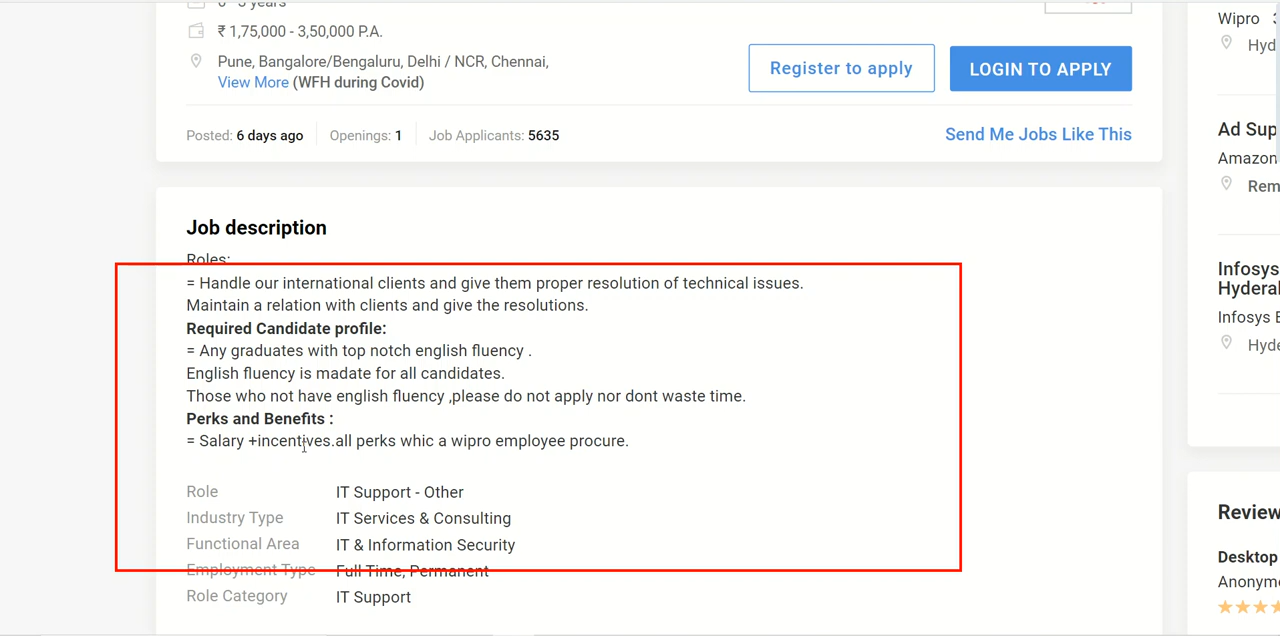 ₹ 1,75,000 - 3,50,000 P.A.
Pune, Bangalore/Bengaluru, Delhi / NCR, Chennai,
View More (WFH during Covid)
Register to apply
LOGIN TO APPLY
Posted: 6 days ago
Openings: 1
Job Applicants: 5635
Send Me Jobs Like This
Job description
Roles:
= Handle our international clients and give them proper resolution of technical issues.
Maintain a relation with clients and give the resolutions.
Required Candidate profile:
= Any graduates with top notch english fluency .
English fluency is madate for all candidates.
Those who not have english fluency ,please do not apply nor dont waste time.
Perks and Benefits :
= Salary +incentives.all perks whic a wipro employee procure.
Role IT Support - Other
Industry Type IT Services & Consulting
Functional Area IT & Information Security
Employment Type Full Time, Permanent
Role Category IT Support
Wipro
Hyd
Ad Sup
Amazon
Rem
Infosys
Hydera
Infosys
Hyde
Review
Desktop
Anonym